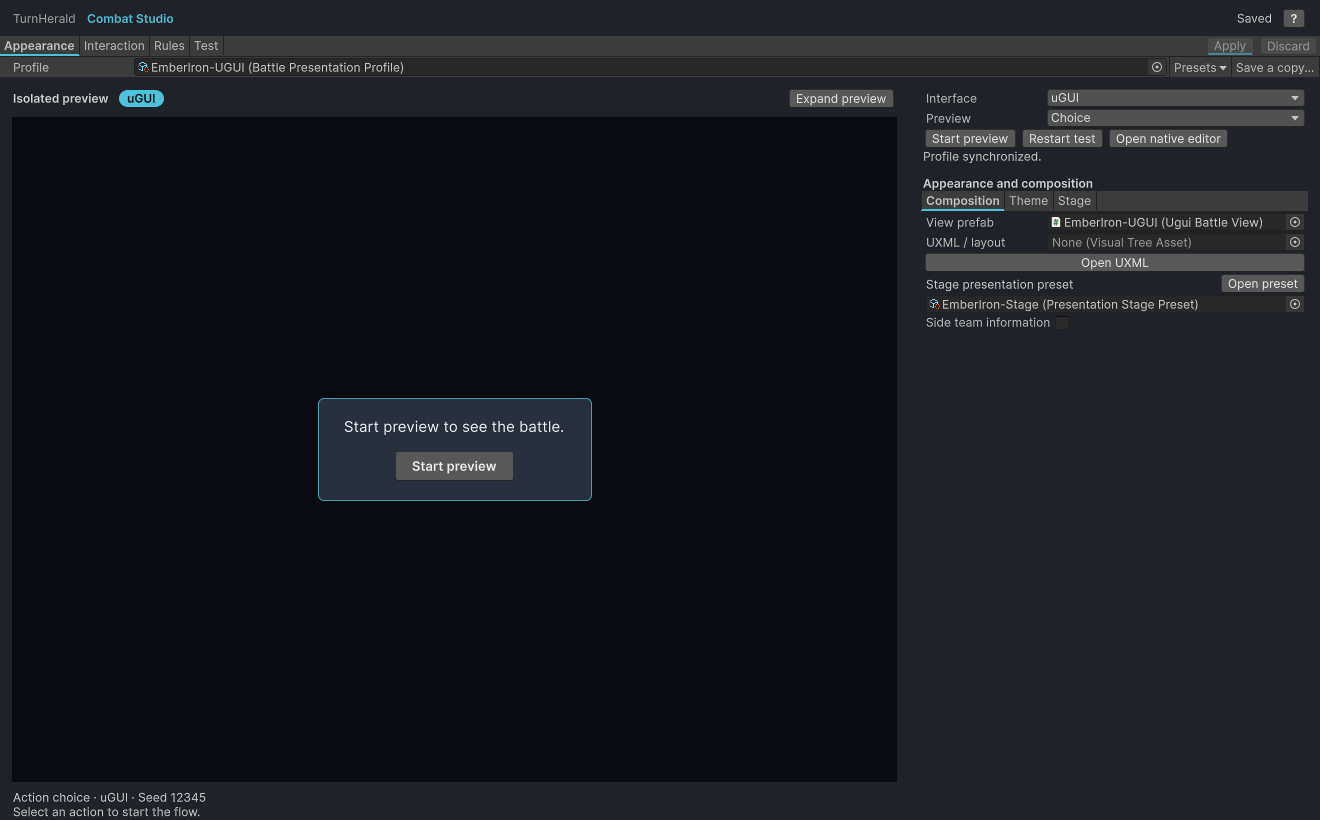 TurnHerald Combat Studio Saved ?
Appearance Interaction Rules Test Apply Discard
Profile EmberIron-UGUI (Battle Presentation Profile) Presets Save a copy...
Isolated preview uGUI Expand preview
Interface uGUI
Preview Choice
Start preview Restart test Open native editor
Profile synchronized.
Appearance and composition
Composition Theme Stage
View prefab # EmberIron-UGUI (Ugui Battle View)
UXML / layout None (Visual Tree Asset)
Open UXML
Stage presentation preset Open preset
EmberIron-Stage (Presentation Stage Preset)
Side team information
Start preview to see the battle.
Start preview
Action choice · uGUI · Seed 12345
Select an action to start the flow.